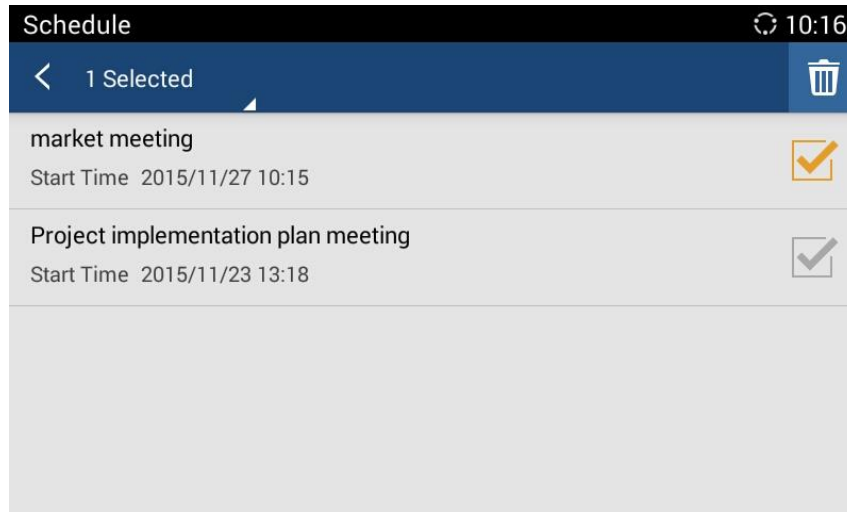 Schedule 10:16
1 Selected
market meeting
Start Time 2015/11/27 10:15
Project implementation plan meeting
Start Time 2015/11/23 13:18